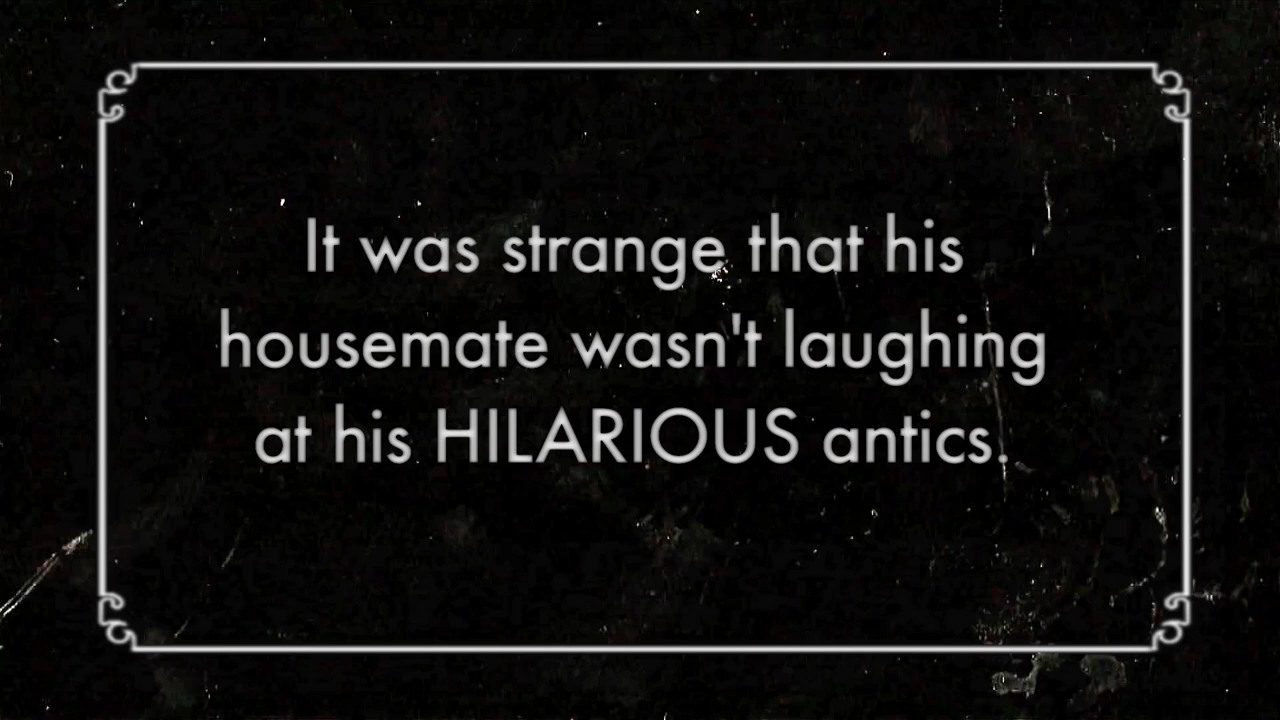 It was strange that his
housemate wasn't laughing
at his HILARIOUS antics.